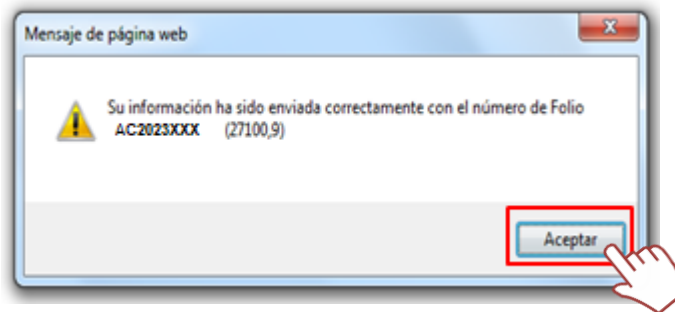 Mensaje de página web
x
Su información ha sido enviada correctamente con el número de Folio
AC2023XXX (27100,9)
Aceptar